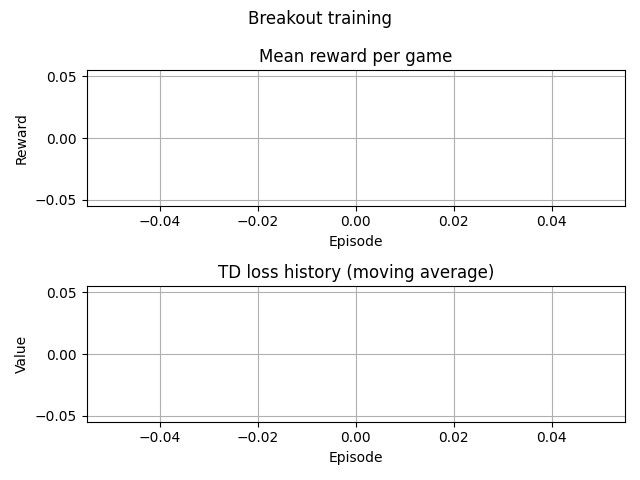 Breakout training
Mean reward per game
0.05
0.00
−0.05
Reward
−0.04 −0.02 0.00 0.02 0.04
Episode
TD loss history (moving average)
0.05
0.00
−0.05
Value
−0.04 −0.02 0.00 0.02 0.04
Episode